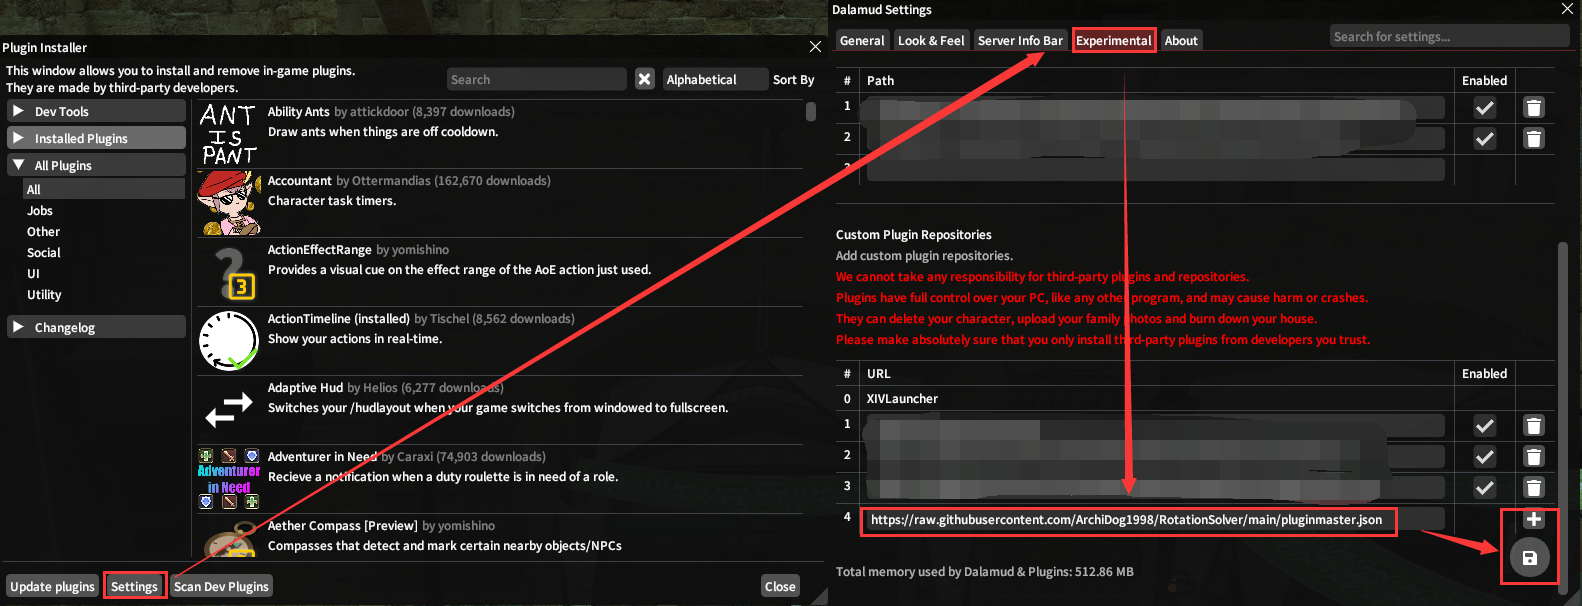 Plugin Installer
This window allows you to install and remove in-game plugins.
They are made by third-party developers.
Search
Alphabetical
Sort By
Dev Tools
Installed Plugins
All Plugins
All
Jobs
Other
Social
UI
Utility
Changelog
ANT
IS
PANT
Ability Ants by attickdoor (8,397 downloads)
Draw ants when things are off cooldown.
Accountant by Ottermandias (162,670 downloads)
Character task timers.
?
3
ActionEffectRange by yomishino
Provides a visual cue on the effect range of the AoE action just used.
ActionTimeline (installed) by Tischel (8,562 downloads)
Show your actions in real-time.
Adaptive Hud by Helios (6,277 downloads)
Switches your /hudlayout when your game switches from windowed to fullscreen.
Adventurer
in Need
Adventurer in Need by Caraxi (74,903 downloads)
Recieve a notification when a duty roulette is in need of a role.
Aether Compass [Preview] by yomishino
Compasses that detect and mark certain nearby objects/NPCs
Update plugins
Settings
Scan Dev Plugins
Close
Dalamud Settings
General
Look & Feel
Server Info Bar
Experimental
About
Search for settings...
# Path Enabled
1
2
3
Custom Plugin Repositories
Add custom plugin repositories.
We cannot take any responsibility for third-party plugins and repositories.
Plugins have full control over your PC, like any other program, and may cause harm or crashes.
They can delete your character, upload your family photos and burn down your house.
Please make absolutely sure that you only install third-party plugins from developers you trust.
# URL Enabled
0 XIVLauncher
1
2
3
4 https://raw.githubusercontent.com/ArchiDog1998/RotationSolver/main/pluginmaster.json
Total memory used by Dalamud & Plugins: 512.86 MB